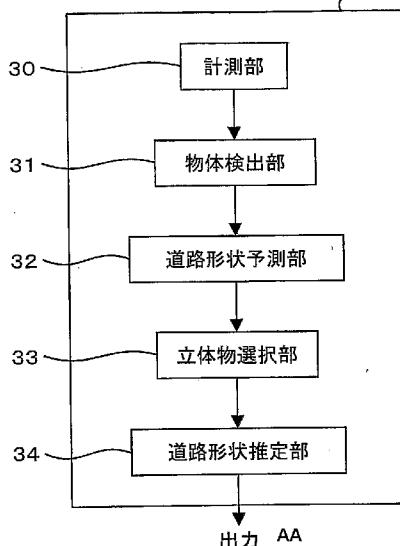 30 計測部
31 物体検出部
32 道路形状予測部
33 立体物選択部
34 道路形状推定部
出力 AA